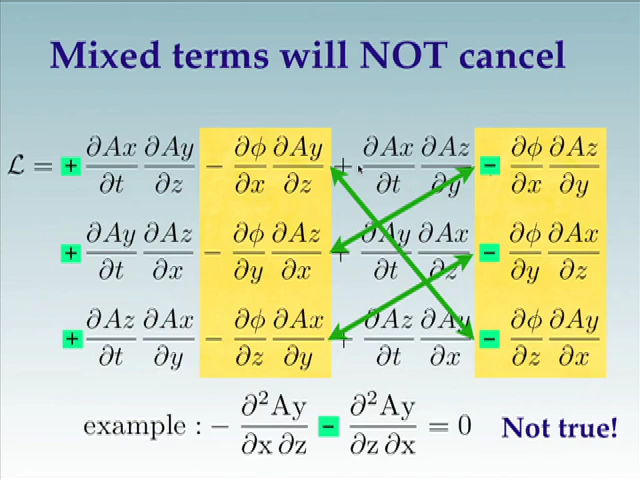 Mixed terms will NOT cancel
ℒ = + ∂Ax/∂t ∂Ay/∂z − ∂ϕ/∂x ∂Ay/∂z + ∂Ax/∂t ∂Az/∂y − ∂ϕ/∂x ∂Az/∂y
+ ∂Ay/∂t ∂Az/∂x − ∂ϕ/∂y ∂Az/∂x + ∂Ay/∂t ∂Ax/∂z − ∂ϕ/∂y ∂Ax/∂z
+ ∂Az/∂t ∂Ax/∂y − ∂ϕ/∂z ∂Ax/∂y + ∂Az/∂t ∂Ay/∂x − ∂ϕ/∂z ∂Ay/∂x
example : − ∂²Ay/∂x ∂z − ∂²Ay/∂z ∂x = 0 Not true!